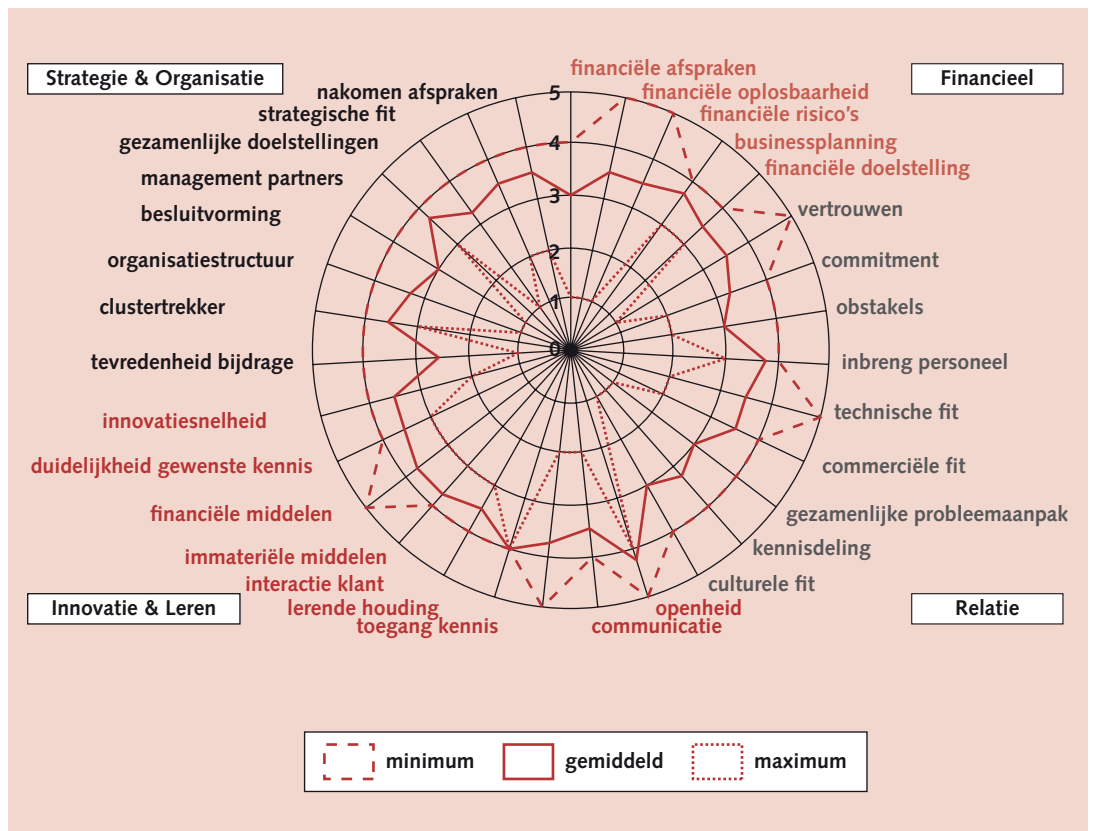 Strategie & Organisatie
Financieel
financiële afspraken
financiële oplosbaarheid
financiële risico's
businessplanning
financiële doelstelling
vertrouwen
commitment
obstakels
inbreng personeel
technische fit
commerciële fit
gezamenlijke probleemaanpak
kennisdeling
culturele fit
openheid
communicatie
nakomen afspraken
strategische fit
gezamenlijke doelstellingen
management partners
besluitvorming
organisatiestructuur
clustertrekker
tevredenheid bijdrage
innovatiesnelheid
duidelijkheid gewenste kennis
financiële middelen
immateriële middelen
interactie klant
lerende houding
toegang kennis
5
4
3
2
1
0
Innovatie & Leren
Relatie
minimum
gemiddeld
maximum